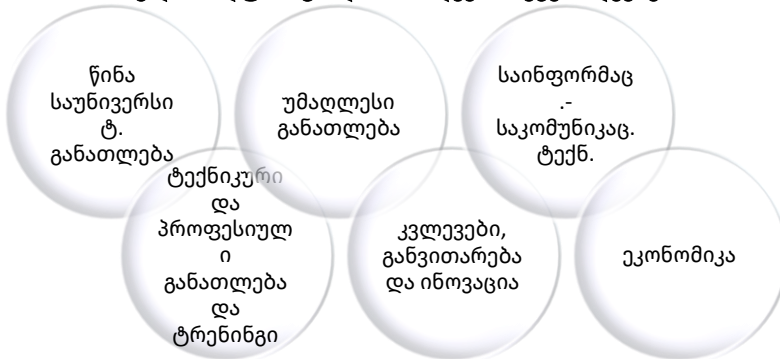 წინა
საუნივერსი
ტ.
განათლება
უმაღლესი
განათლება
საინფორმაც
.-
საკომუნიკაც.
ტექნ.
ტექნიკური
და
პროფესიულ
ი
განათლება
და
ტრენინგი
კვლევები,
განვითარება
და ინოვაცია
ეკონომიკა